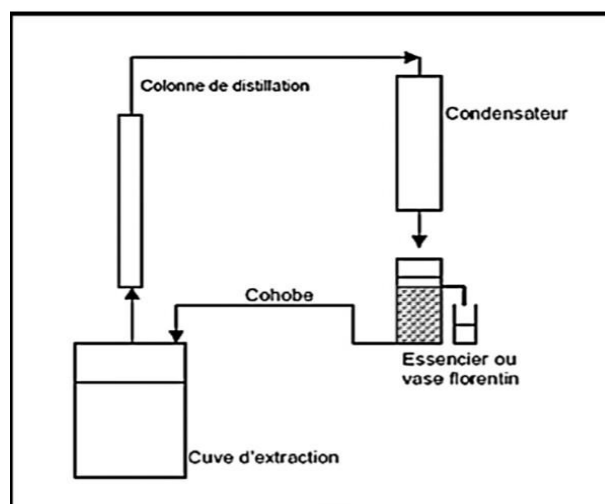 Colonne de distillation
Condensateur
Cohobe
Essencier ou
vase florentin
Cuve d'extraction